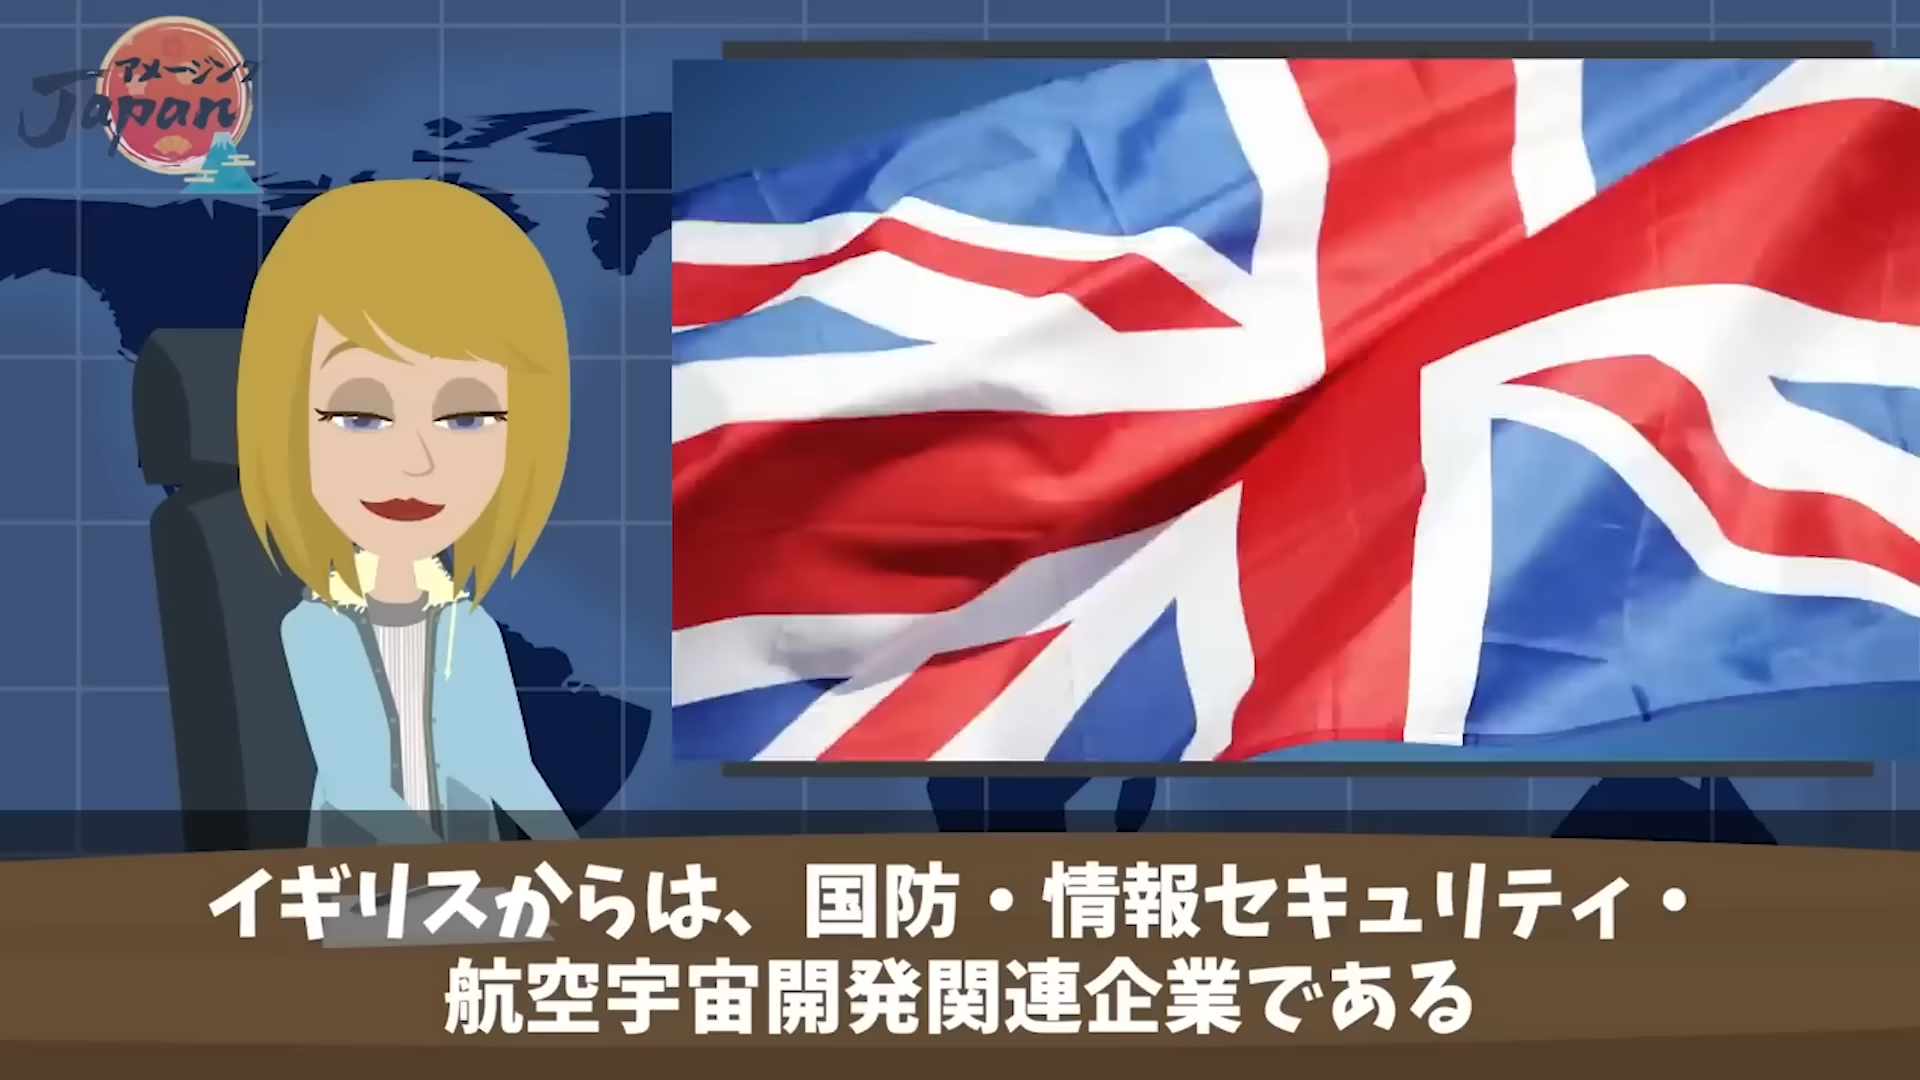 アメージング
Japan
イギリスからは、国防・情報セキュリティ・
航空宇宙開発関連企業である